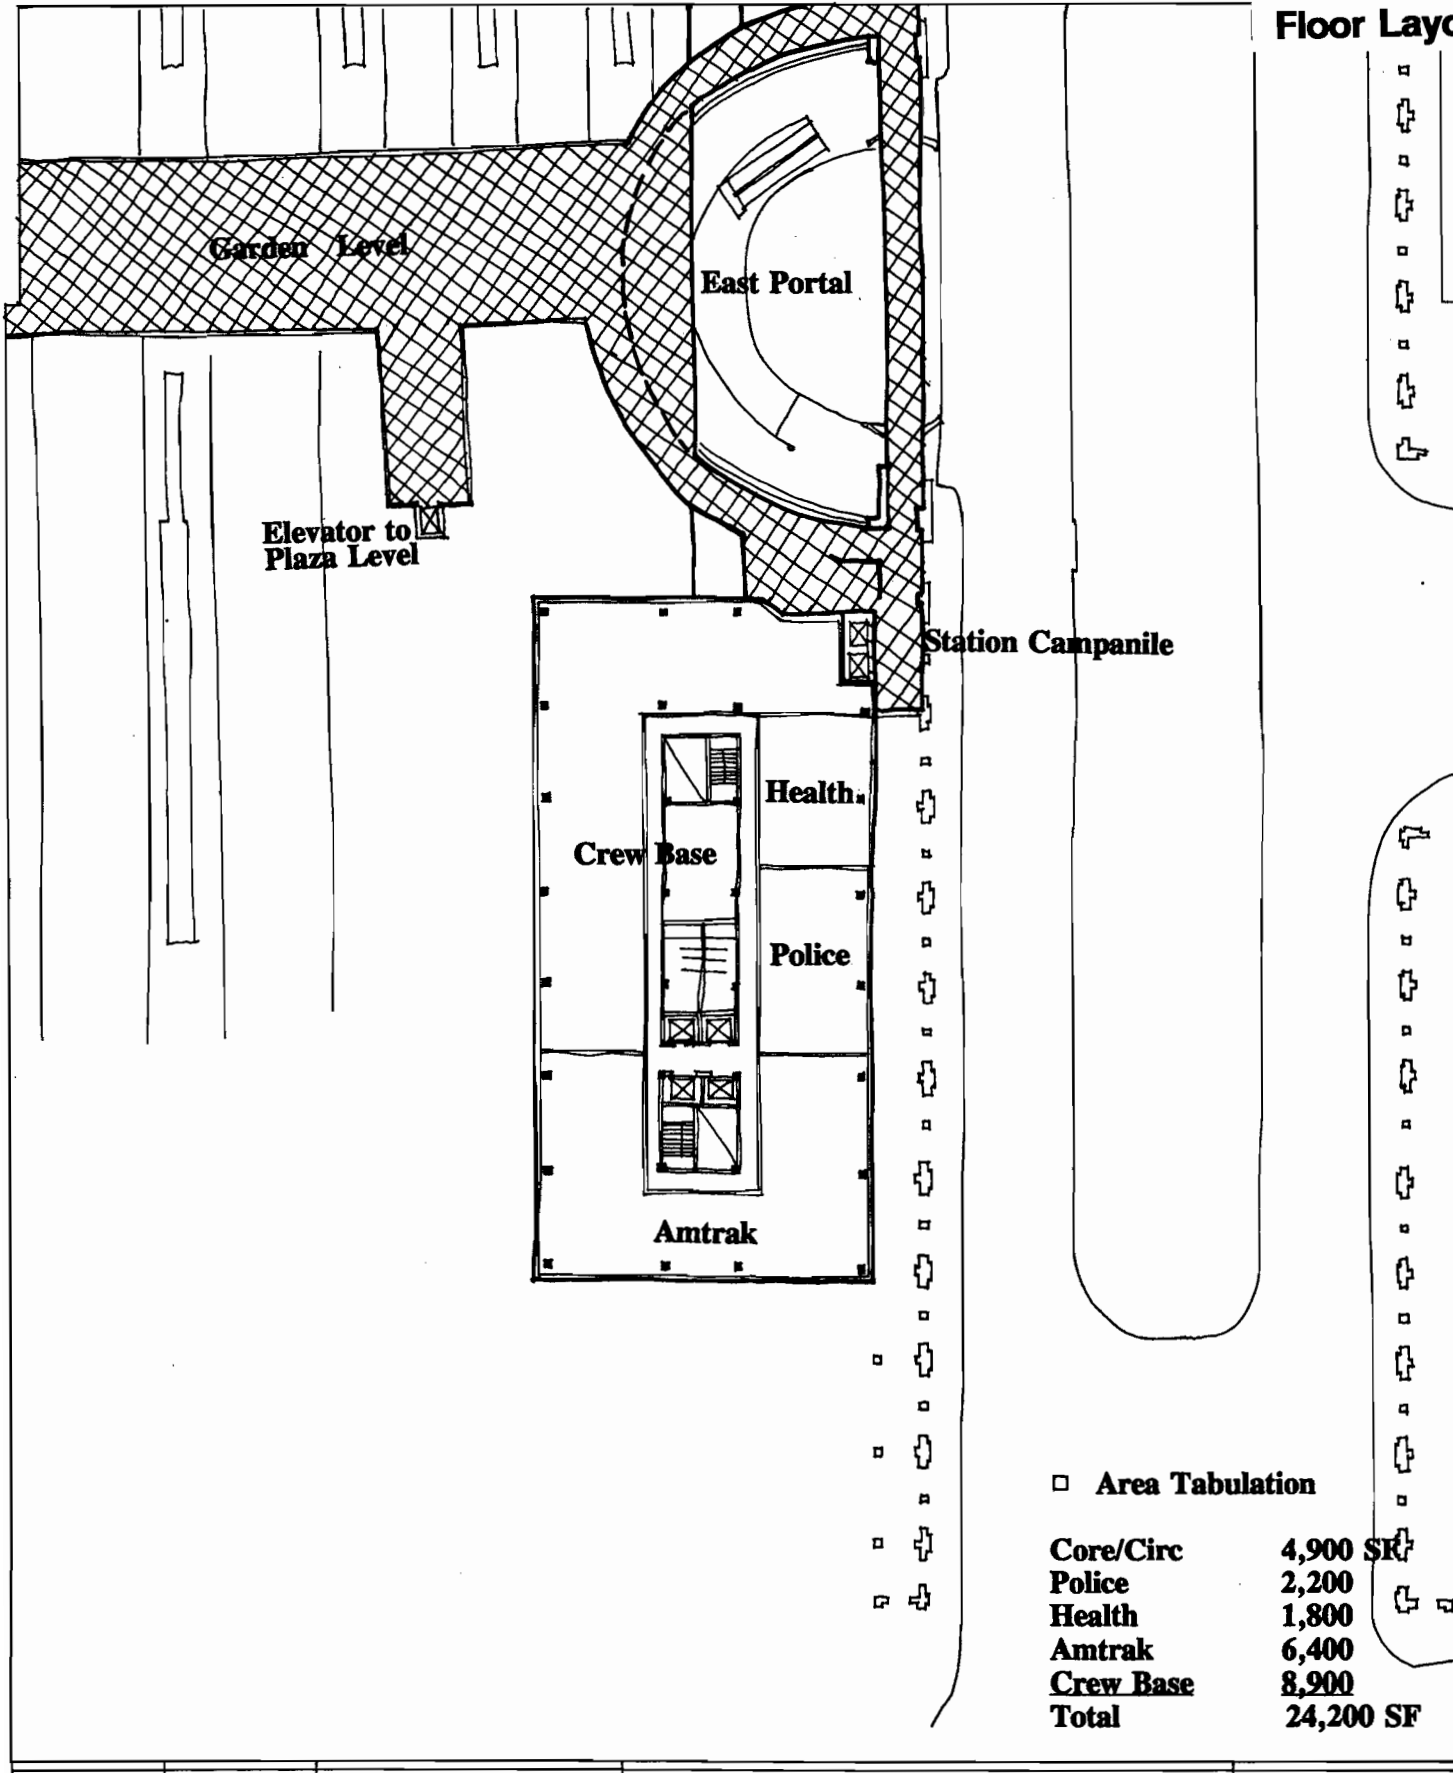 Floor
Garden Level
East Portal
Elevator to
Plaza Level
Station Campanile
Health
Crew Base
Police
Amtrak
Area Tabulation
Core/Circ 4,900 SF
Police 2,200
Health 1,800
Amtrak 6,400
Crew Base 8,900
Total 24,200 SF